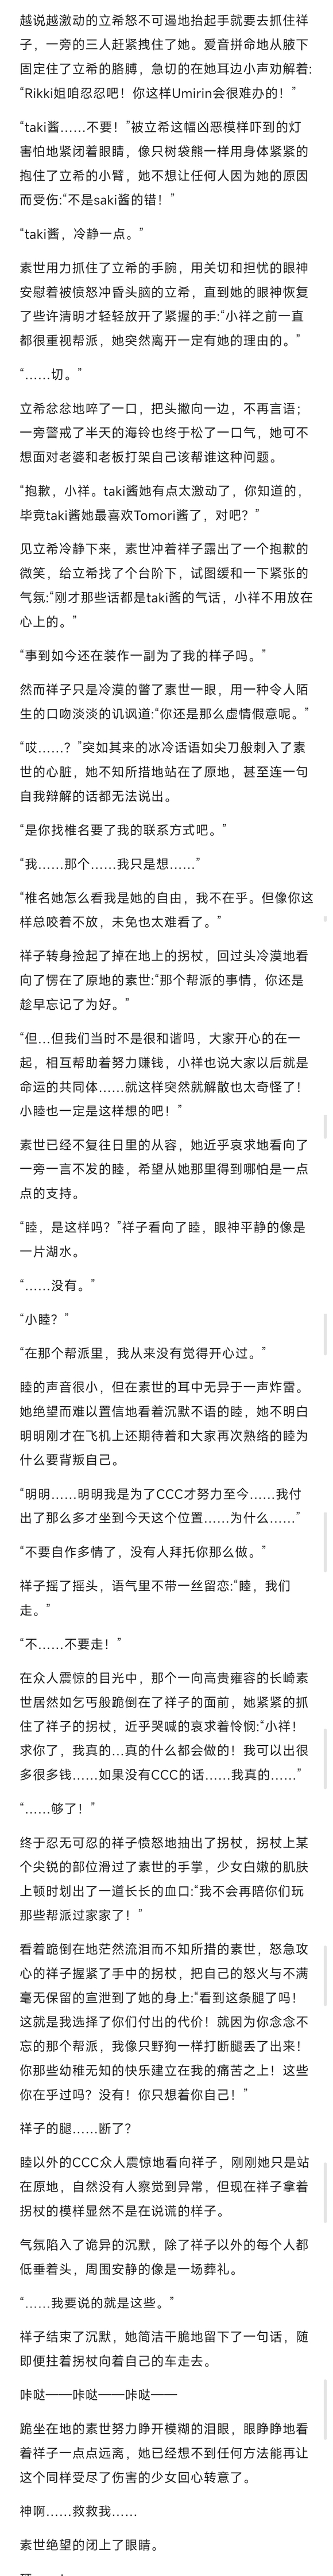 越说越激动的立希怒不可遏地抬起手就要去抓住祥
子，一旁的三人赶紧拽住了她。爱音拼命地从腋下
固定住了立希的胳膊，急切的在她耳边小声劝解着:
“Rikki姐咱忍忍吧！你这样Umirin会很难办的！”
“taki酱……不要！”被立希这幅凶恶模样吓到的灯
害怕地紧闭着眼睛，像只树袋熊一样用身体紧紧的
抱住了立希的小臂，她不想让任何人因为她的原因
而受伤:“不是saki酱的错！”
“taki酱，冷静一点。”
素世用力抓住了立希的手腕，用关切和担忧的眼神
安慰着被愤怒冲昏头脑的立希，直到她的眼神恢复
了些许清明才轻轻放开了紧握的手:“小祥之前一直
都很重视帮派，她突然离开一定有她的理由的。”
“……切。”
立希忿忿地啐了一口，把头撇向一边，不再言语；
一旁警戒了半天的海铃也终于松了一口气，她可不
想面对老婆和老板打架自己该帮谁这种问题。
“抱歉，小祥。taki酱她有点太激动了，你知道的，
毕竟taki酱她最喜欢Tomori酱了，对吧？”
见立希冷静下来，素世冲着祥子露出了一个抱歉的
微笑，给立希找了个台阶下，试图缓和一下紧张的
气氛:“刚才那些话都是taki酱的气话，小祥不用放在
心上的。”
“事到如今还在装作一副为了我的样子吗。”
然而祥子只是冷漠的瞥了素世一眼，用一种令人陌
生的口吻淡淡的讥讽道:“你还是那么虚情假意呢。”
“哎……？”突如其来的冰冷话语如尖刀般刺入了素
世的心脏，她不知所措地站在了原地，甚至连一句
自我辩解的话都无法说出。
“是你找椎名要了我的联系方式吧。”
“我……那个……我只是想……”
“椎名她怎么看我是她的自由，我不在乎。但像你这
样总咬着不放，未免也太难看了。”
祥子转身捡起了掉在地上的拐杖，回过头冷漠地看
向了愣在了原地的素世:“那个帮派的事情，你还是
趁早忘记了为好。”
“但…但我们当时不是很和谐吗，大家开心的在一
起，相互帮助着努力赚钱，小祥也说大家以后就是
命运的共同体……就这样突然就解散也太奇怪了！
小睦也一定是这样想的吧！”
素世已经不复往日里的从容，她近乎哀求地看向了
一旁一言不发的睦，希望从她那里得到哪怕是一点
点的支持。
“睦，是这样吗？”祥子看向了睦，眼神平静的像是
一片湖水。
“……没有。”
“小睦？”
“在那个帮派里，我从来没有觉得开心过。”
睦的声音很小，但在素世的耳中无异于一声炸雷。
她绝望而难以置信地看着沉默不语的睦，她不明白
明明刚才在飞机上还期待着和大家再次熟络的睦为
什么要背叛自己。
“明明……明明我是为了CCC才努力至今……我付
出了那么多才坐到今天这个位置……为什么……”
“不要自作多情了，没有人拜托你那么做。”
祥子摇了摇头，语气里不带一丝留恋:“睦，我们
走。”
“不……不要走！”
在众人震惊的目光中，那个一向高贵雍容的长崎素
世居然如乞丐般跪倒在了祥子的面前，她紧紧的抓
住了祥子的拐杖，近乎哭喊的哀求着怜悯:“小祥！
求你了，我真的…真的什么都会做的！我可以出很
多很多钱……如果没有CCC的话……我真的……”
“……够了！”
终于忍无可忍的祥子愤怒地抽出了拐杖，拐杖上某
个尖锐的部位滑过了素世的手掌，少女白嫩的肌肤
上顿时划出了一道长长的血口:“我不会再陪你们玩
那些帮派过家家了！”
看着跪倒在地茫然流泪而不知所措的素世，怒急攻
心的祥子握紧了手中的拐杖，把自己的怒火与不满
毫无保留的宣泄到了她的身上:“看到这条腿了吗！
这就是我选择了你们付出的代价！就因为你念念不
忘的那个帮派，我像只野狗一样打断腿丢了出来！
你那些幼稚无知的快乐建立在我的痛苦之上！这些
你在乎过吗？没有！你只想着你自己！”
祥子的腿……断了？
睦以外的CCC众人震惊地看向祥子，刚刚她只是站
在原地，自然没有人察觉到异常，但现在祥子拿着
拐杖的模样显然不是在说谎的样子。
气氛陷入了诡异的沉默，除了祥子以外的每个人都
低垂着头，周围安静的像是一场葬礼。
“……我要说的就是这些。”
祥子结束了沉默，她简洁干脆地留下了一句话，随
即便拄着拐杖向着自己的车走去。
咔哒——咔哒——咔哒——
跪坐在地的素世努力睁开模糊的泪眼，眼睁睁地看
着祥子一点点远离，她已经想不到任何方法能再让
这个同样受尽了伤害的少女回心转意了。
神啊……救救我……
素世绝望的闭上了眼睛。